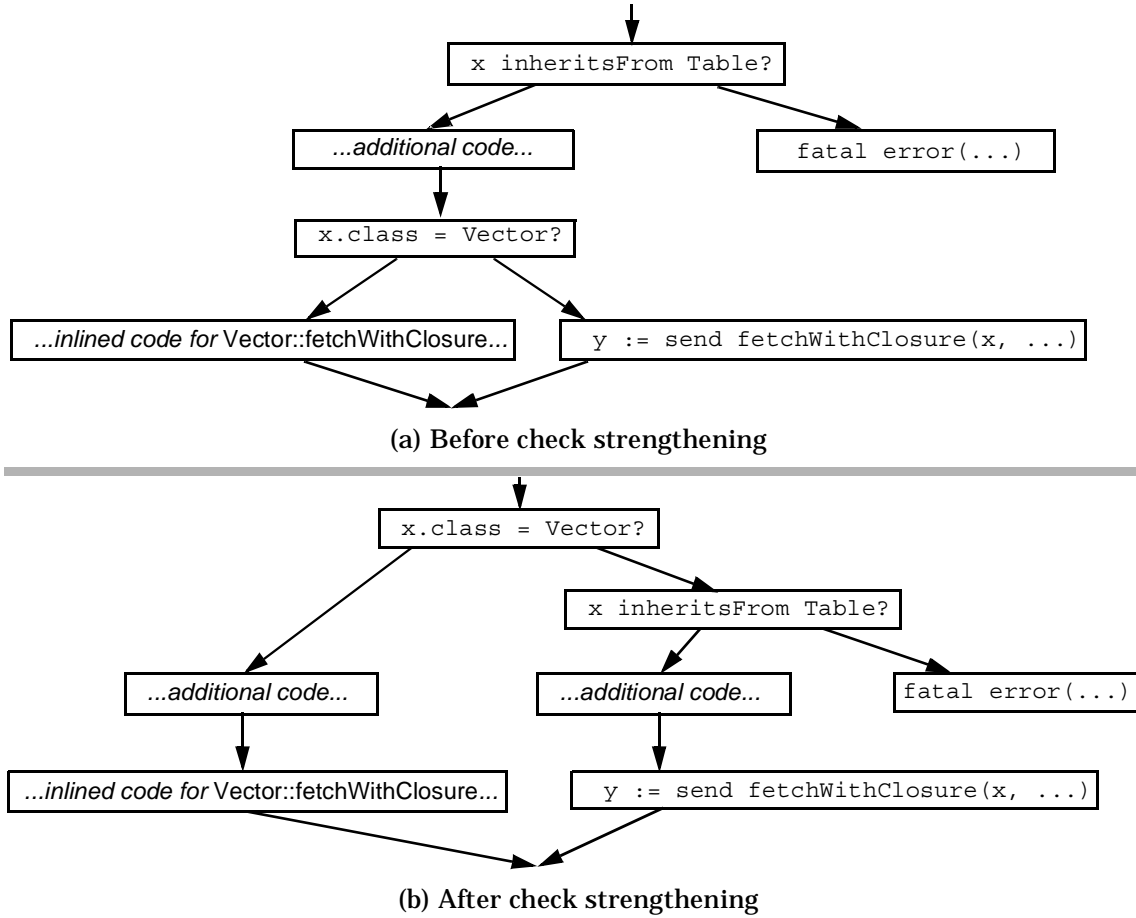 x inheritsFrom Table?
...additional code...
fatal error(...)
x.class = Vector?
...inlined code for Vector::fetchWithClosure...
y := send fetchWithClosure(x, ...)
(a) Before check strengthening
x.class = Vector?
x inheritsFrom Table?
...additional code...
...additional code...
fatal error(...)
...inlined code for Vector::fetchWithClosure...
y := send fetchWithClosure(x, ...)
(b) After check strengthening